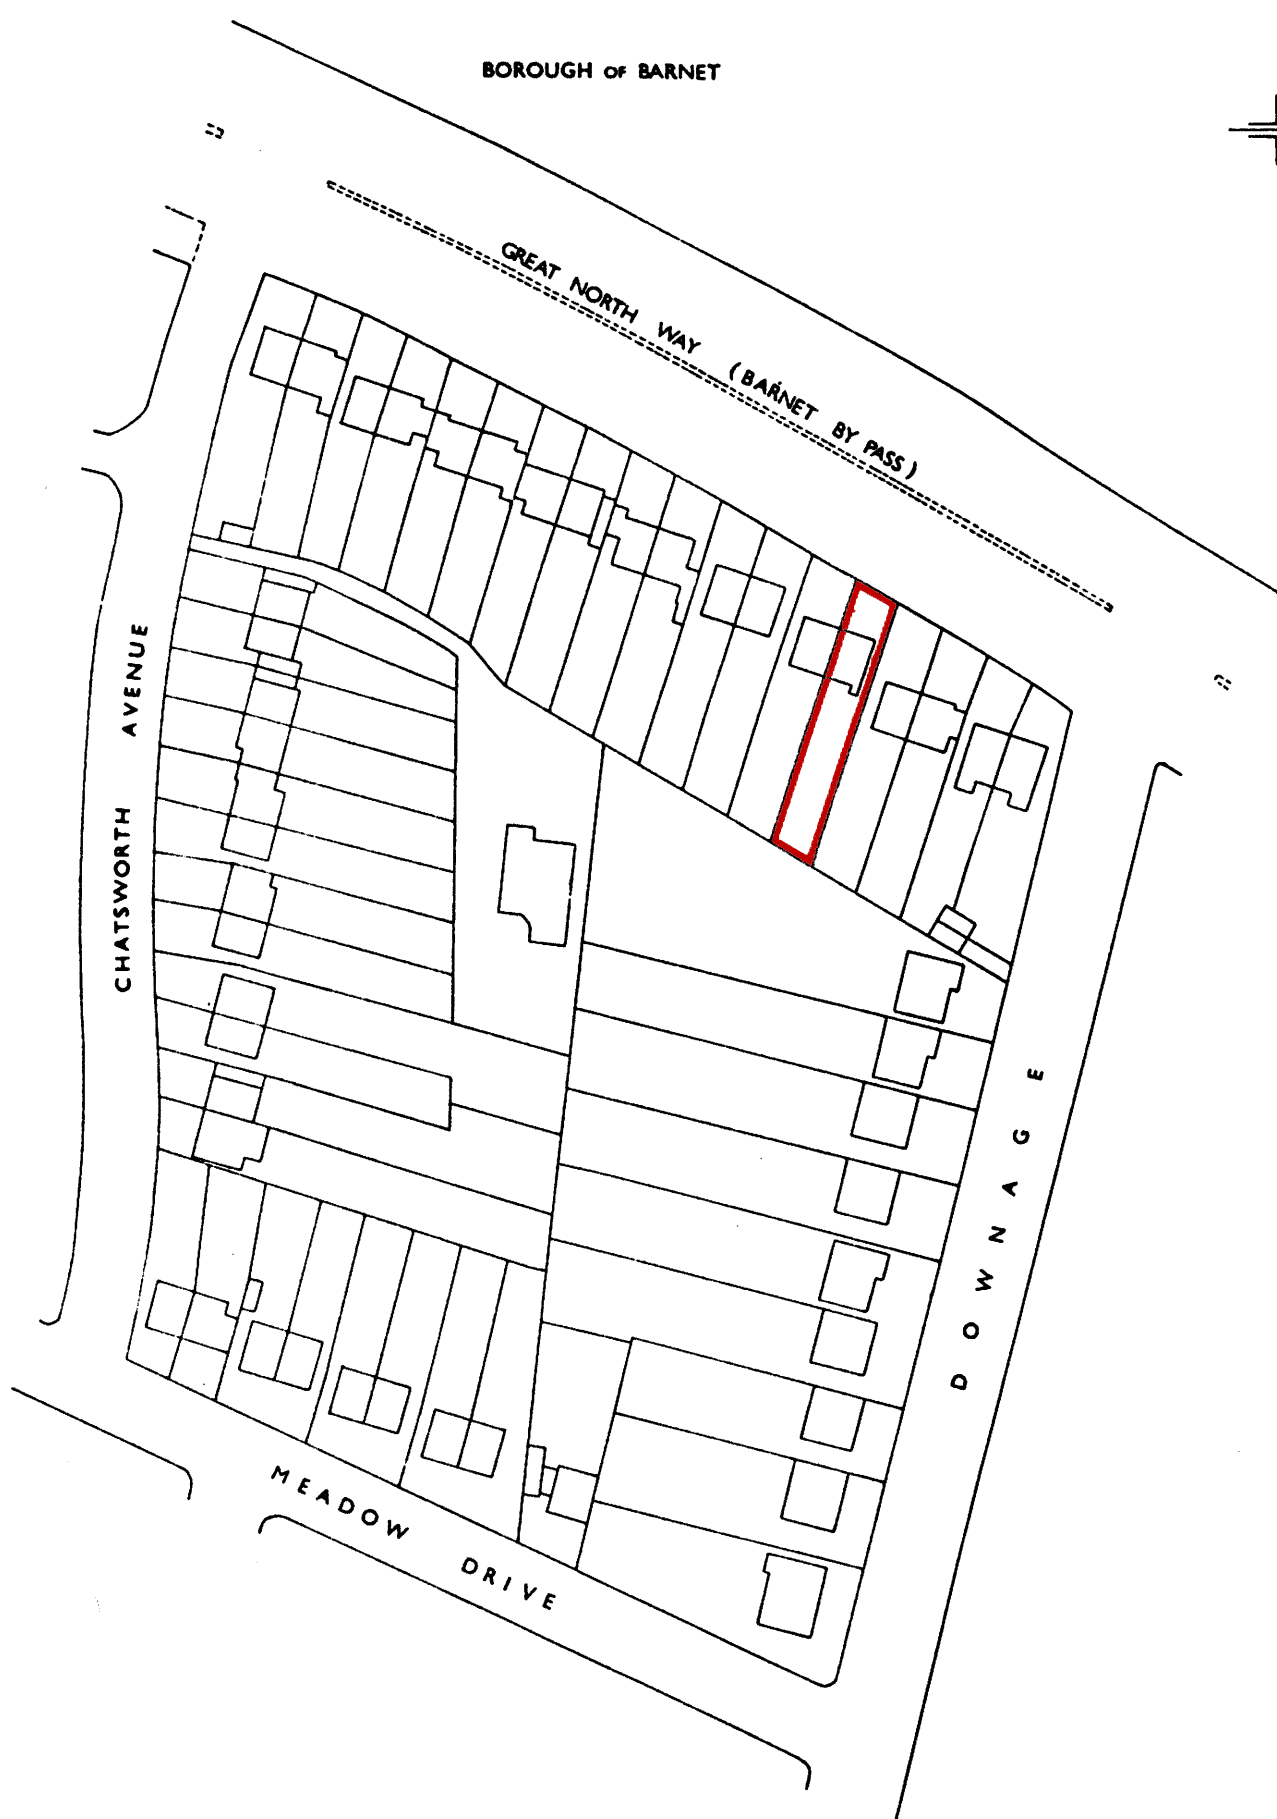 BOROUGH OF BARNET
GREAT NORTH WAY (BARNET BY PASS)
CHATSWORTH AVENUE
DOWNAGE
MEADOW DRIVE